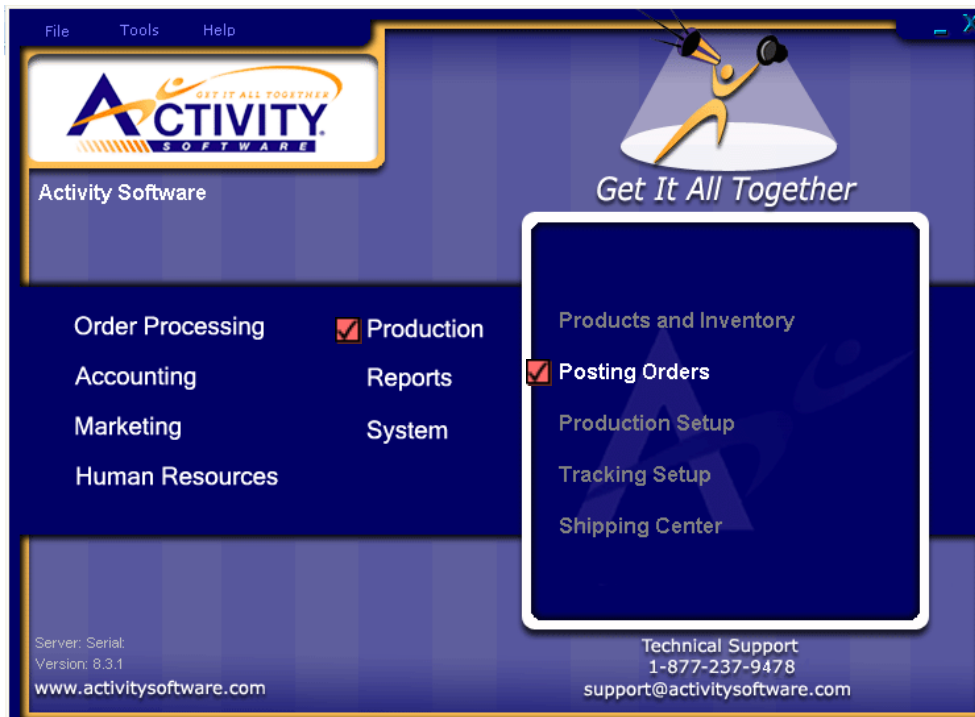 File Tools Help
GET IT ALL TOGETHER
ACTIVITY
SOFTWARE
Activity Software
Get It All Together
Order Processing
Accounting
Marketing
Human Resources
Production
Reports
System
Products and Inventory
Posting Orders
Production Setup
Tracking Setup
Shipping Center
Server: Serial:
Version: 8.3.1
www.activitysoftware.com
Technical Support
1-877-237-9478
support@activitysoftware.com